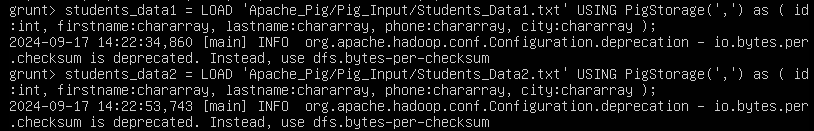 grunt> students_data1 = LOAD 'Apache_Pig/Pig_Input/Students_Data1.txt' USING PigStorage(',') as ( id
:int, firstname:chararray, lastname:chararray, phone:chararray, city:chararray );
2024-09-17 14:22:34,860 [main] INFO  org.apache.hadoop.conf.Configuration.deprecation - io.bytes.per
.checksum is deprecated. Instead, use dfs.bytes-per-checksum
grunt> students_data2 = LOAD 'Apache_Pig/Pig_Input/Students_Data2.txt' USING PigStorage(',') as ( id
:int, firstname:chararray, lastname:chararray, phone:chararray, city:chararray );
2024-09-17 14:22:53,743 [main] INFO  org.apache.hadoop.conf.Configuration.deprecation - io.bytes.per
.checksum is deprecated. Instead, use dfs.bytes-per-checksum